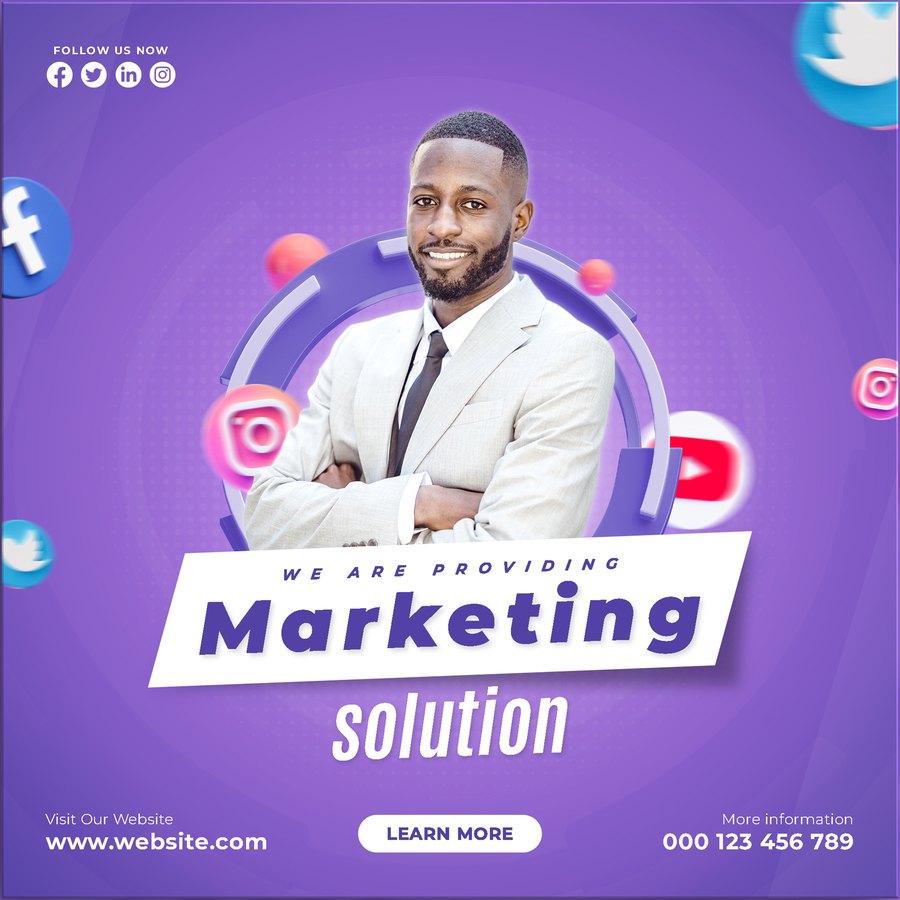 FOLLOW US NOW
WE ARE PROVIDING
Marketing
solution
Visit Our Website
www.website.com
LEARN MORE
More information
000 123 456 789